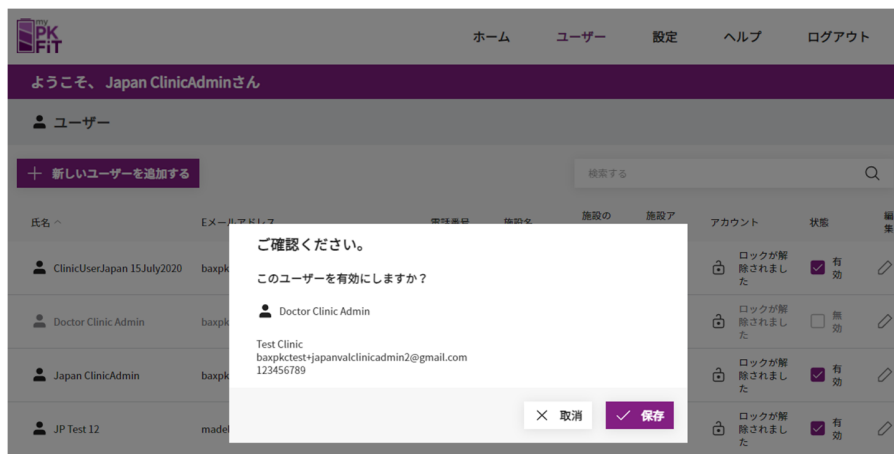 my
PK
FiT
ホーム ユーザー 設定 ヘルプ ログアウト
ようこそ、 Japan ClinicAdminさん
ユーザー
新しいユーザーを追加する
検索する
氏名 Eメールアドレス 電話番号 施設名 施設の 施設ア アカウント 状態 編集
ご確認ください。
このユーザーを有効にしますか？
Doctor Clinic Admin
Test Clinic
baxpkctest+japanvalclinicadmin2@gmail.com
123456789
取消 保存
ClinicUserJapan 15July2020 baxpk ロックが解除されました 有効
Doctor Clinic Admin baxpk ロックが解除されました 無効
Japan ClinicAdmin baxpk ロックが解除されました 有効
JP Test 12 madel ロックが解除されました 有効